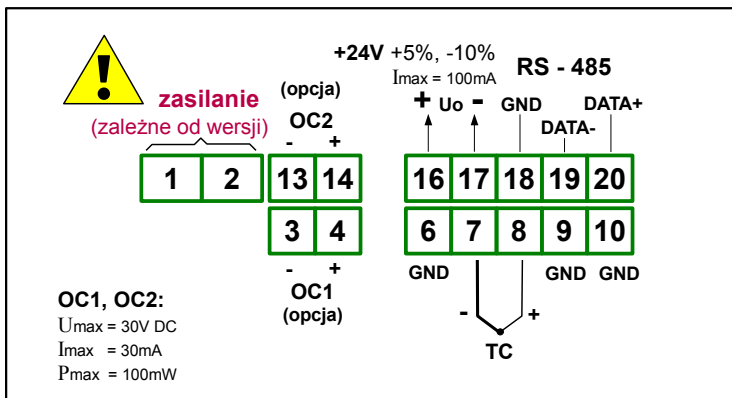 +24V +5%, -10%
Imax = 100mA
RS - 485
zasilanie
(zależne od wersji)
(opcja)
OC2
- +
+ Uo -
GND
DATA-
DATA+
1 2 13 14 16 17 18 19 20
3 4 6 7 8 9 10
- +
OC1
(opcja)
GND
GND
GND
- +
TC
OC1, OC2:
Umax = 30V DC
Imax = 30mA
Pmax = 100mW